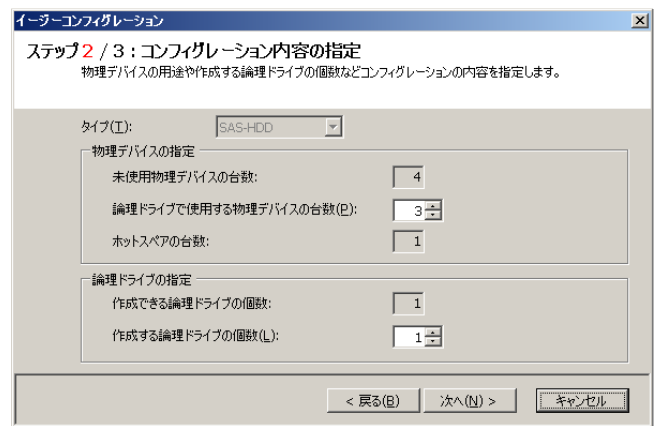 イージーコンフィグレーション
ステップ2 / 3 : コンフィグレーション内容の指定
物理デバイスの用途や作成する論理ドライブの個数などコンフィグレーションの内容を指定します。
タイプ(T): SAS-HDD
物理デバイスの指定
未使用物理デバイスの台数: 4
論理ドライブで使用する物理デバイスの台数(P): 3
ホットスペアの台数: 1
論理ドライブの指定
作成できる論理ドライブの個数: 1
作成する論理ドライブの個数(L): 1
< 戻る(B) 次へ(N) > キャンセル